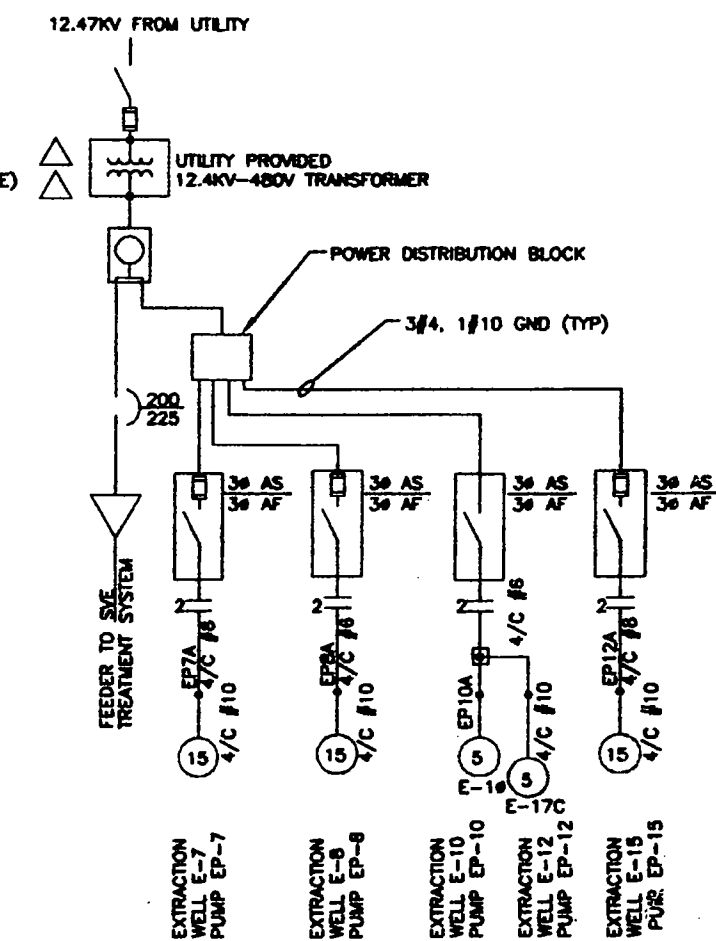 12.47KV FROM UTILITY
E)
UTILITY PROVIDED
12.4KV-480V TRANSFORMER
POWER DISTRIBUTION BLOCK
3#4, 1#10 GND (TYP)
200
225
3ø AS
3ø AF
3ø AS
3ø AF
3ø AS
3ø AF
3ø AS
3ø AF
2
2
2
2
FEEDER TO SVE
TREATMENT SYSTEM
EP7A
4/C
4/C #10
EP8A
4/C #6
4/C #10
EP10A
4/C #6
4/C #10
EP12A
4/C
4/C #10
15
15
5
5
15
E-1ø
E-17C
EXTRACTION
WELL E-7
PUMP EP-7
EXTRACTION
WELL E-8
PUMP EP-8
EXTRACTION
WELL E-10
PUMP EP-10
EXTRACTION
WELL E-12
PUMP EP-12
EXTRACTION
WELL E-15
EP-15